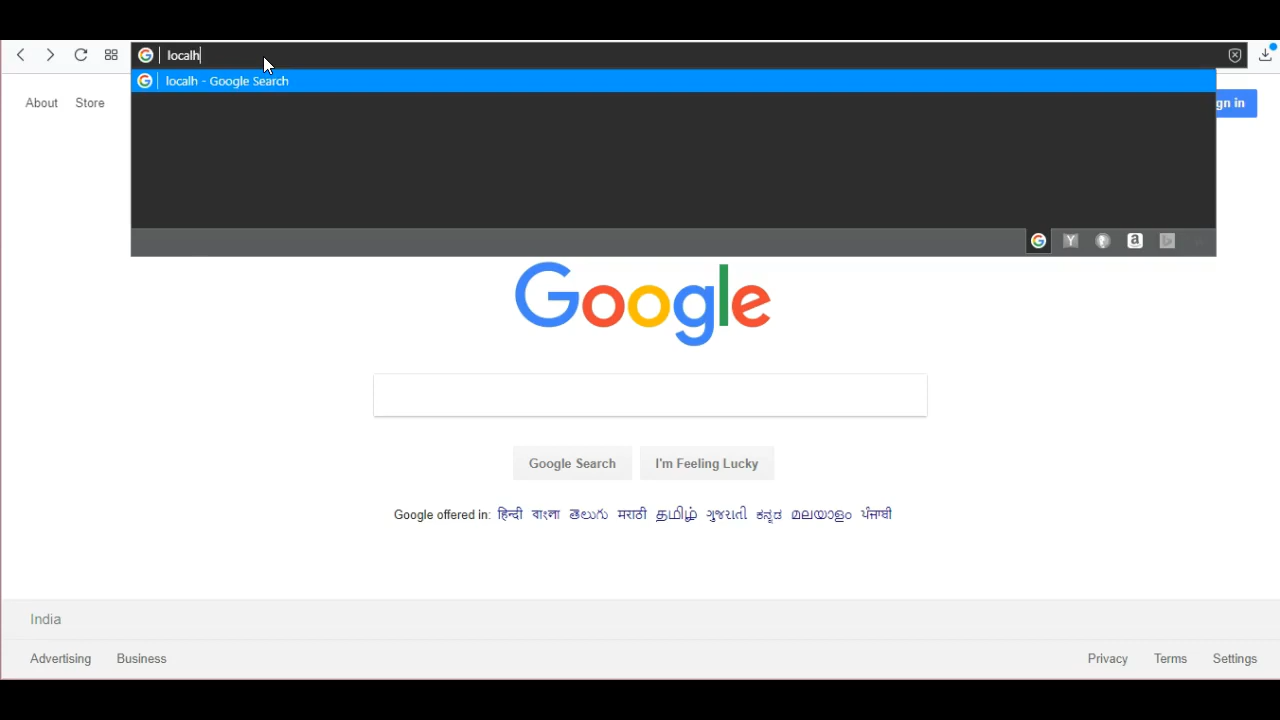 localh
localh - Google Search
About Store
gn in
Google
Google Search I'm Feeling Lucky
Google offered in: हिन्दी বাংলা తెలుగు मराठी தமிழ் ગુજરાતી ಕನ್ನಡ മലയാളം ਪੰਜਾਬੀ
India
Advertising Business Privacy Terms Settings